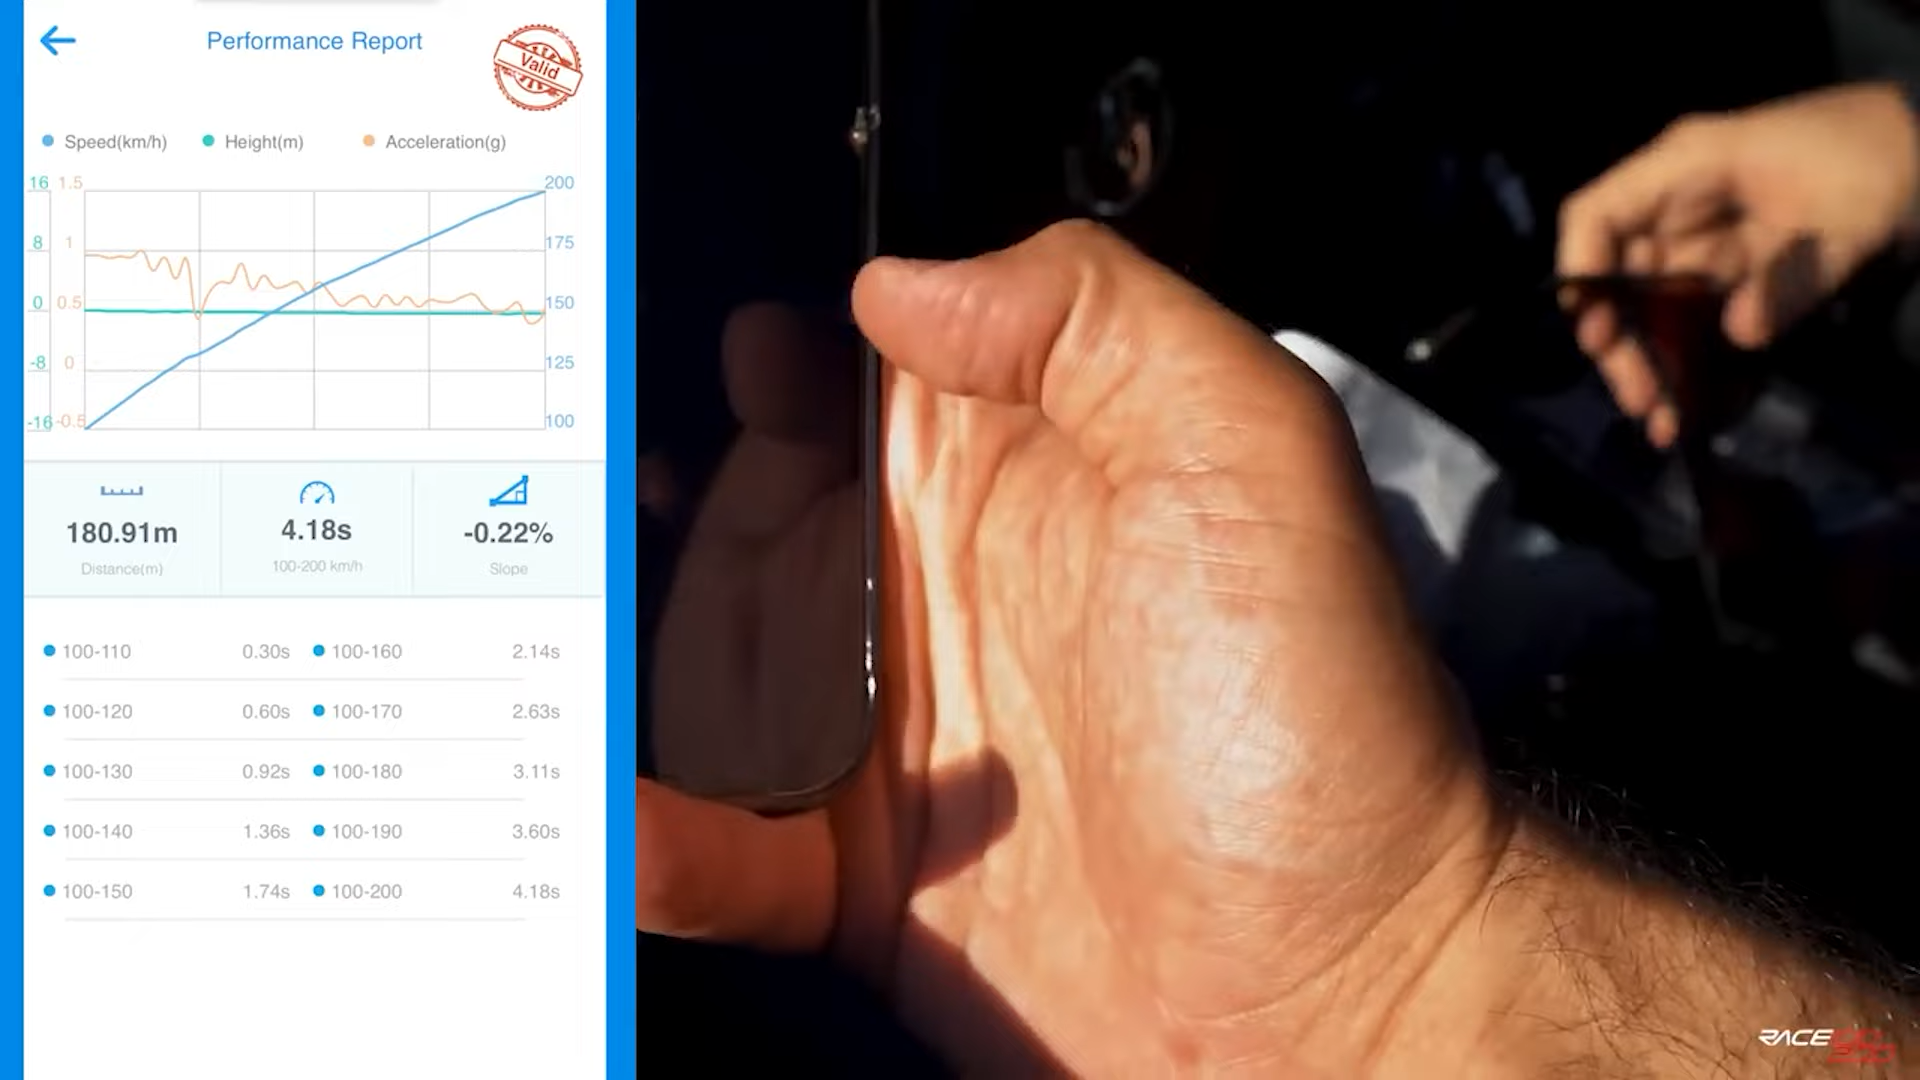 Performance Report
Valid
Speed(km/h) Height(m) Acceleration(g)
16 1.5 200
8 1 175
0 0.5 150
-8 0 125
-16 -0.5 100
180.91m 4.18s -0.22%
Distance(m) 100-200 km/h Slope
100-110 0.30s 100-160 2.14s
100-120 0.60s 100-170 2.63s
100-130 0.92s 100-180 3.11s
100-140 1.36s 100-190 3.60s
100-150 1.74s 100-200 4.18s
RACE